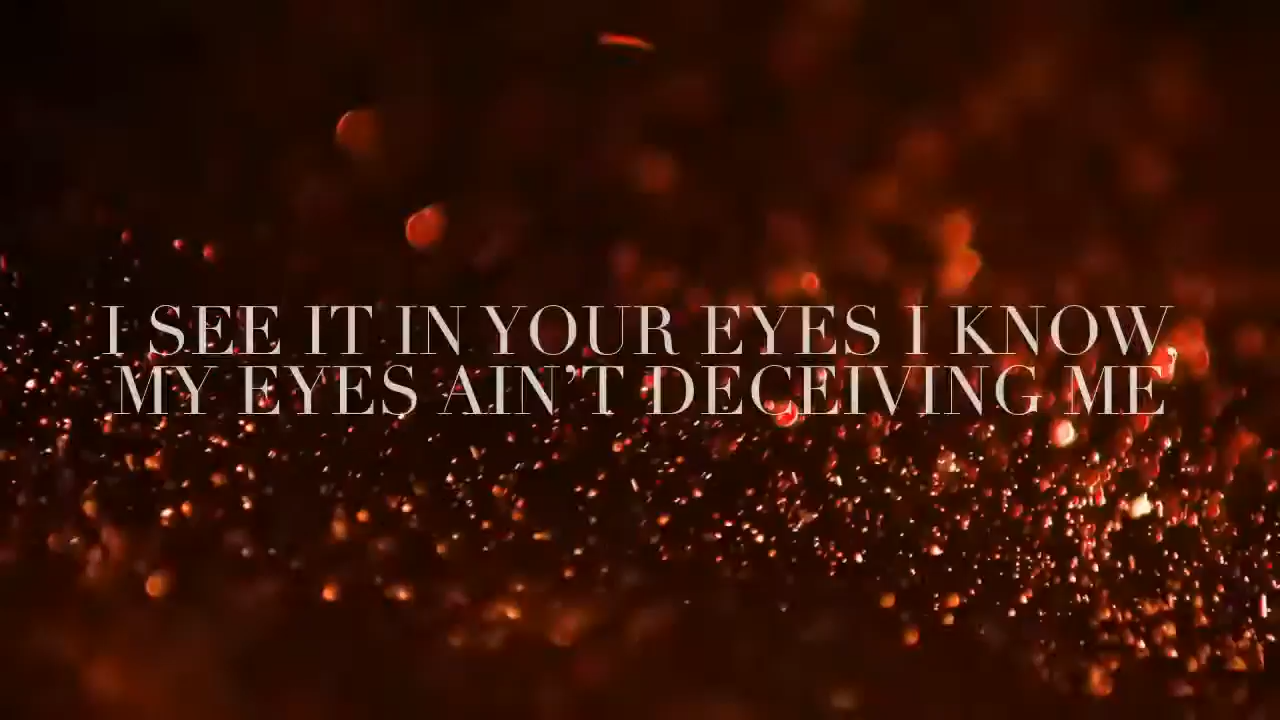 I SEE IT IN YOUR EYES I KNOW,
MY EYES AIN’T DECEIVING ME